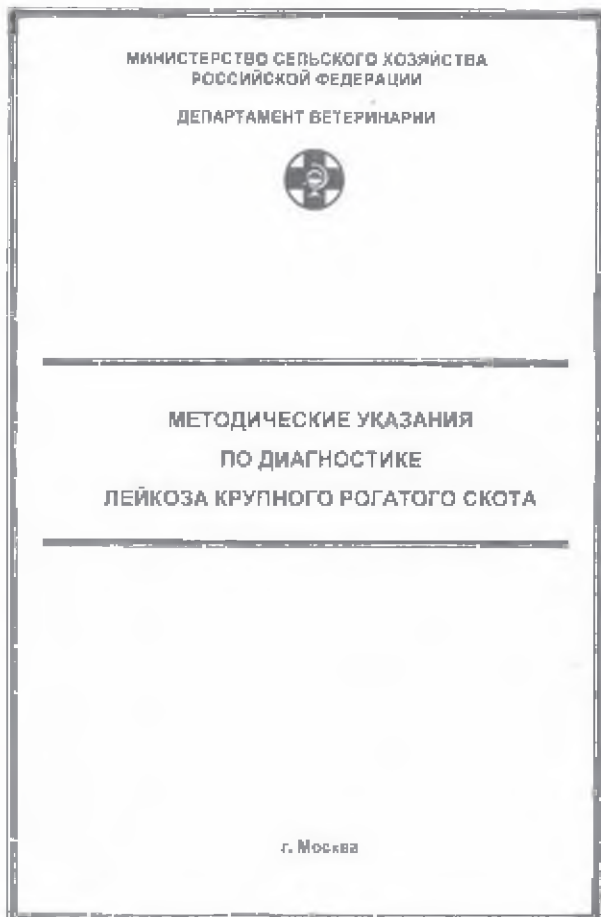 МИНИСТЕРСТВО СЕЛЬСКОГО ХОЗЯЙСТВА
РОССИЙСКОЙ ФЕДЕРАЦИИ
ДЕПАРТАМЕНТ ВЕТЕРИНАРИИ
МЕТОДИЧЕСКИЕ УКАЗАНИЯ
ПО ДИАГНОСТИКЕ
ЛЕЙКОЗА КРУПНОГО РОГАТОГО СКОТА
г. Москва